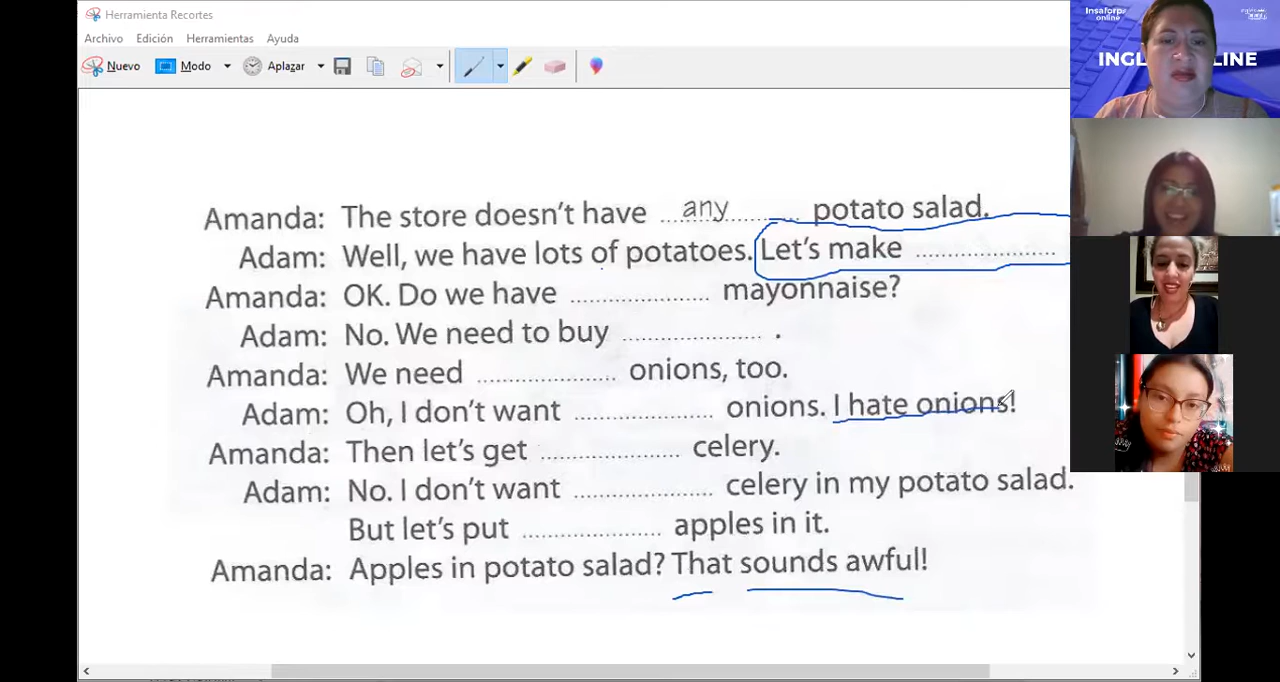 Herramienta Recortes
Archivo Edición Herramientas Ayuda
Nuevo Modo Aplazar
Insaforp online
INGL LINE
Amanda: The store doesn't have any potato salad.
Adam: Well, we have lots of potatoes. Let's make ....................
Amanda: OK. Do we have .................... mayonnaise?
Adam: No. We need to buy .................... .
Amanda: We need .................... onions, too.
Adam: Oh, I don't want .................... onions. I hate onions!
Amanda: Then let's get .................... celery.
Adam: No. I don't want .................... celery in my potato salad.
But let's put .................... apples in it.
Amanda: Apples in potato salad? That sounds awful!